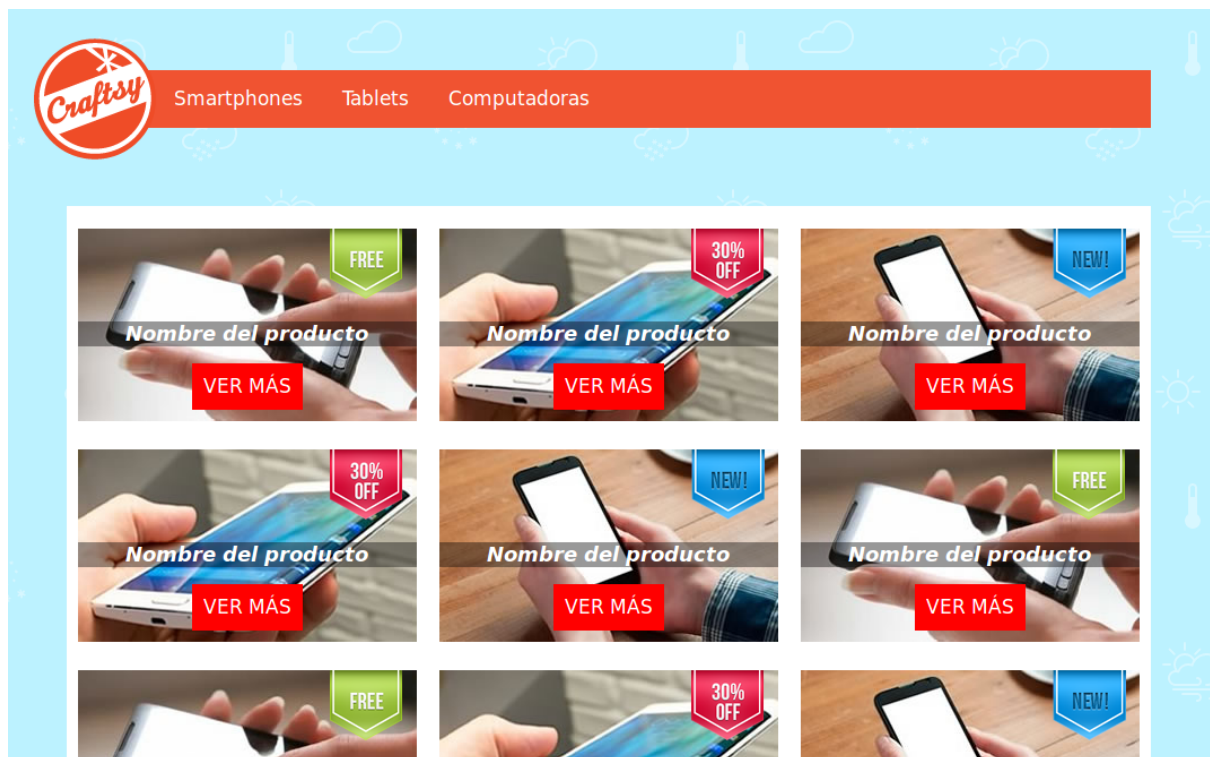 Craftsy
Smartphones Tablets Computadoras
FREE
30%
OFF
NEW!
Nombre del producto Nombre del producto Nombre del producto
VER MÁS VER MÁS VER MÁS
30%
OFF
NEW!
FREE
Nombre del producto Nombre del producto Nombre del producto
VER MÁS VER MÁS VER MÁS
FREE
30%
OFF
NEW!